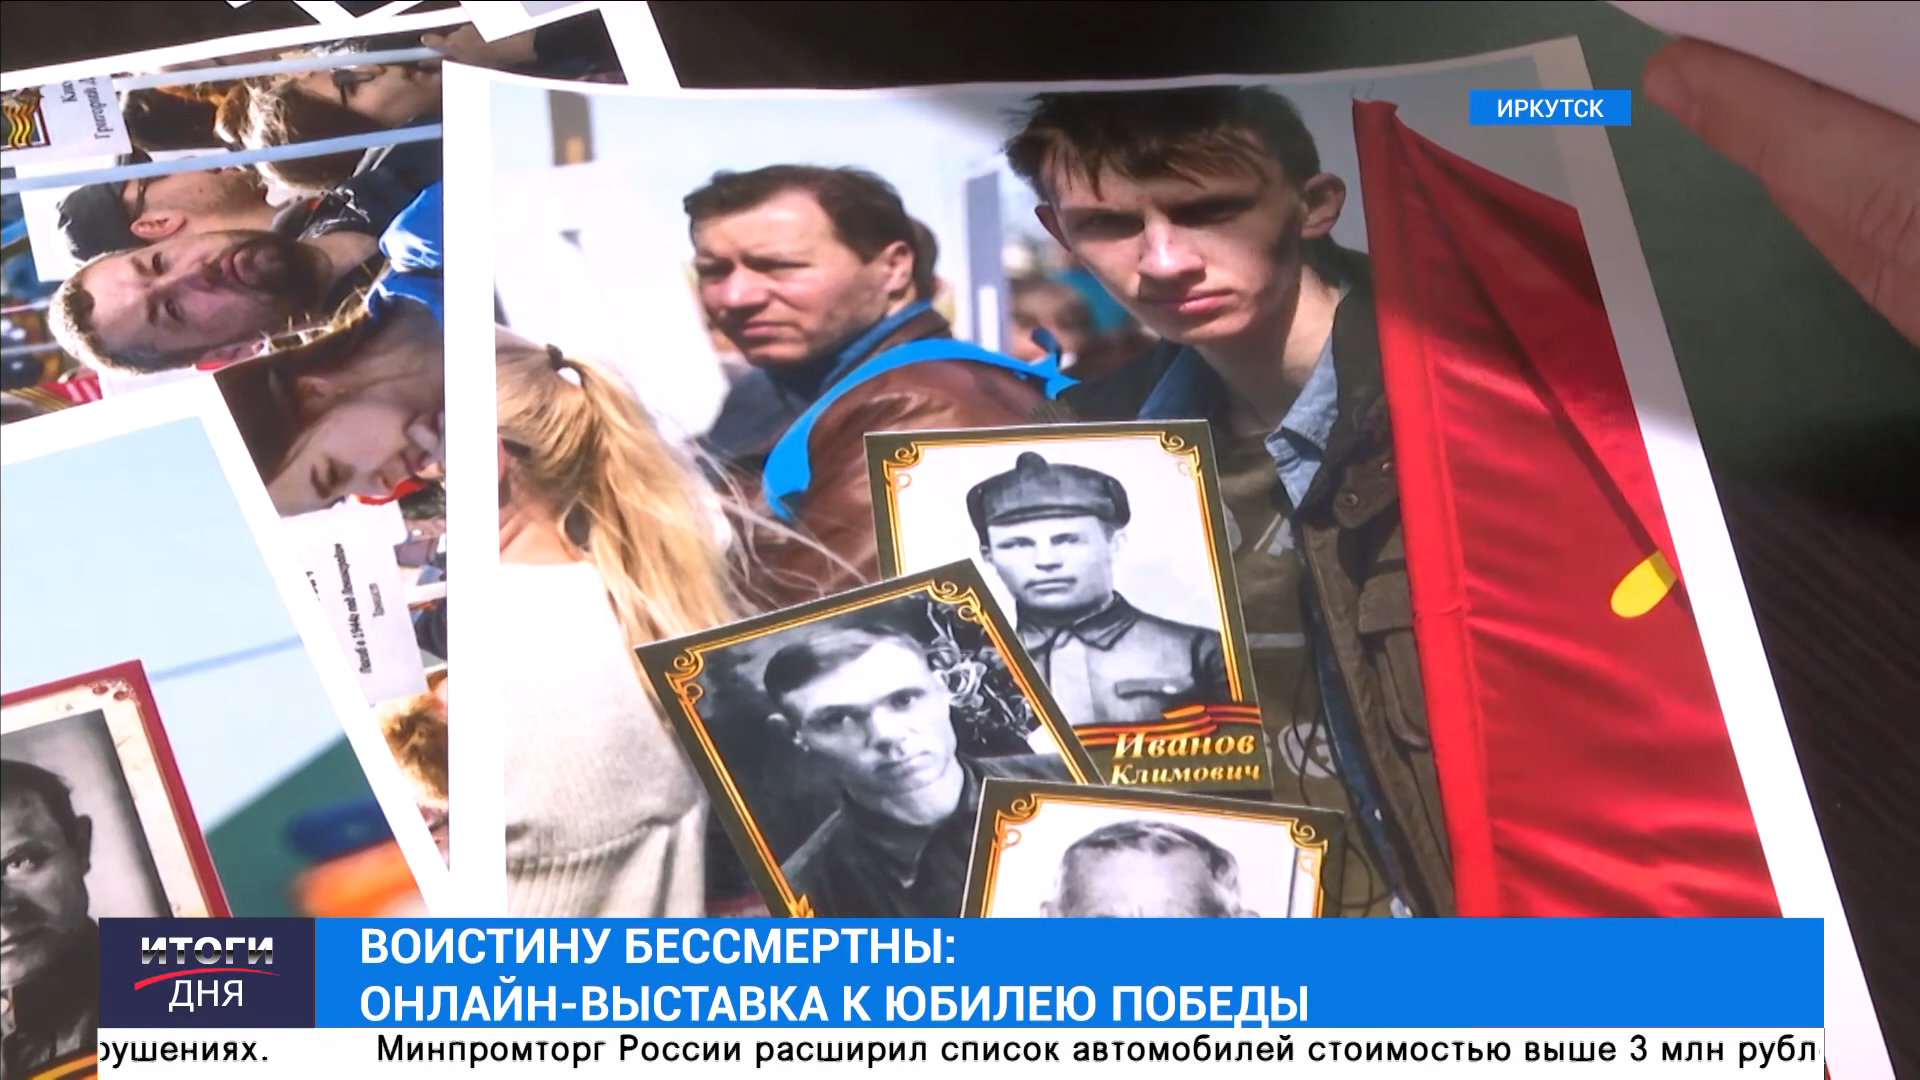 ИРКУТСК
Иванов
Климович
ИТОГИ
ДНЯ
ВОИСТИНУ БЕССМЕРТНЫ:
ОНЛАЙН-ВЫСТАВКА К ЮБИЛЕЮ ПОБЕДЫ
рушениях. Минпромторг России расширил список автомобилей стоимостью выше 3 млн рубл